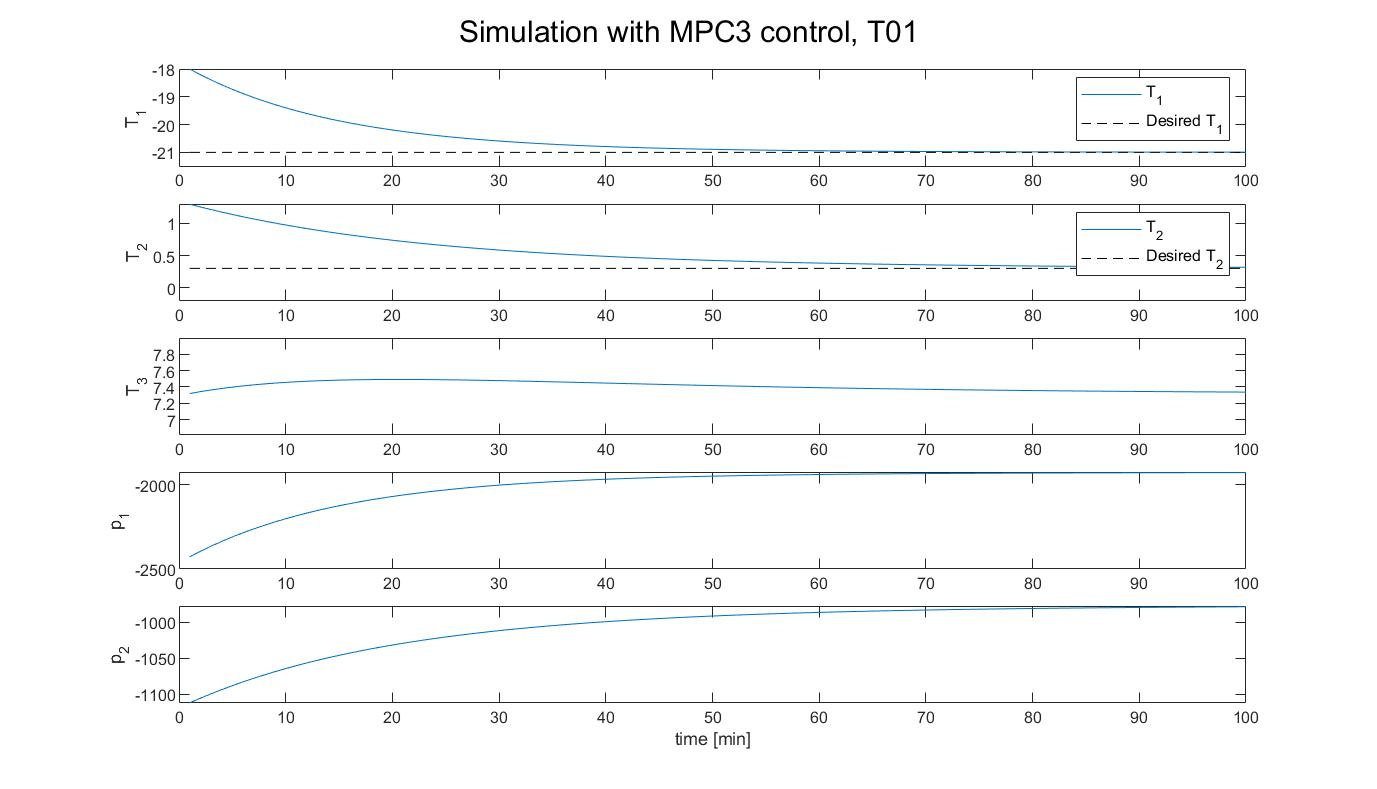 Simulation with MPC3 control, T01
-18
-19
-20
-21
T1
T1
Desired T1
0 10 20 30 40 50 60 70 80 90 100
1
0.5
0
T2
T2
Desired T2
0 10 20 30 40 50 60 70 80 90 100
7.8
7.6
7.4
7.2
7
T3
0 10 20 30 40 50 60 70 80 90 100
-2000
-2500
p1
0 10 20 30 40 50 60 70 80 90 100
-1000
-1050
-1100
p2
0 10 20 30 40 50 60 70 80 90 100
time [min]